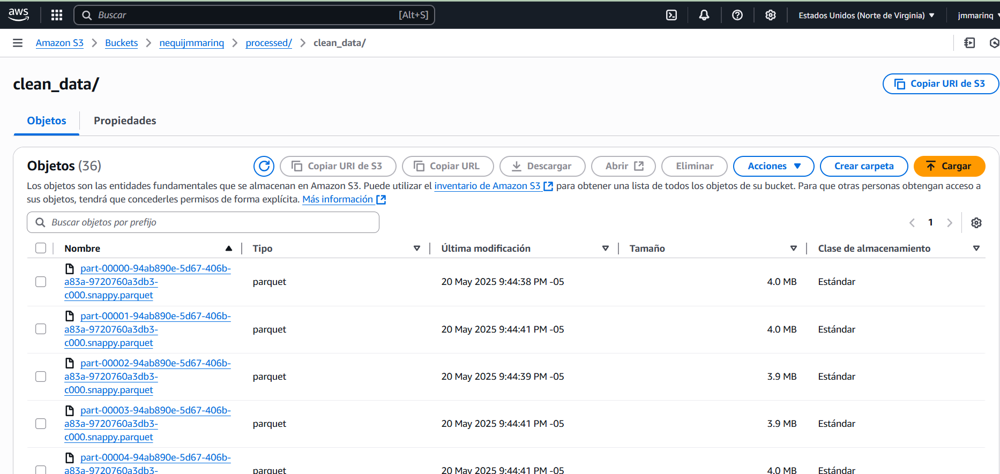 aws
Buscar [Alt+S] Estados Unidos (Norte de Virginia) jmmarinq
Amazon S3 > Buckets > nequijmmarinq > processed/ > clean_data/
clean_data/ Copiar URI de S3
Objetos Propiedades
Objetos (36) Copiar URI de S3 Copiar URL Descargar Abrir Eliminar Acciones Crear carpeta Cargar
Los objetos son las entidades fundamentales que se almacenan en Amazon S3. Puede utilizar el inventario de Amazon S3 para obtener una lista de todos los objetos de su bucket. Para que otras personas obtengan acceso a
sus objetos, tendrá que concederles permisos de forma explícita. Más información
Buscar objetos por prefijo 1
Nombre Tipo Última modificación Tamaño Clase de almacenamiento
part-00000-94ab890e-5d67-406b-
a83a-9720760a3db3- parquet 20 May 2025 9:44:38 PM -05 4.0 MB Estándar
c000.snappy.parquet
part-00001-94ab890e-5d67-406b-
a83a-9720760a3db3- parquet 20 May 2025 9:44:41 PM -05 4.0 MB Estándar
c000.snappy.parquet
part-00002-94ab890e-5d67-406b-
a83a-9720760a3db3- parquet 20 May 2025 9:44:39 PM -05 3.9 MB Estándar
c000.snappy.parquet
part-00003-94ab890e-5d67-406b-
a83a-9720760a3db3- parquet 20 May 2025 9:44:41 PM -05 3.9 MB Estándar
c000.snappy.parquet
part-00004-94ab890e-5d67-406b-
a83a-9720760a3db3- parquet 20 May 2025 9:44:41 PM -05 4.0 MB Estándar